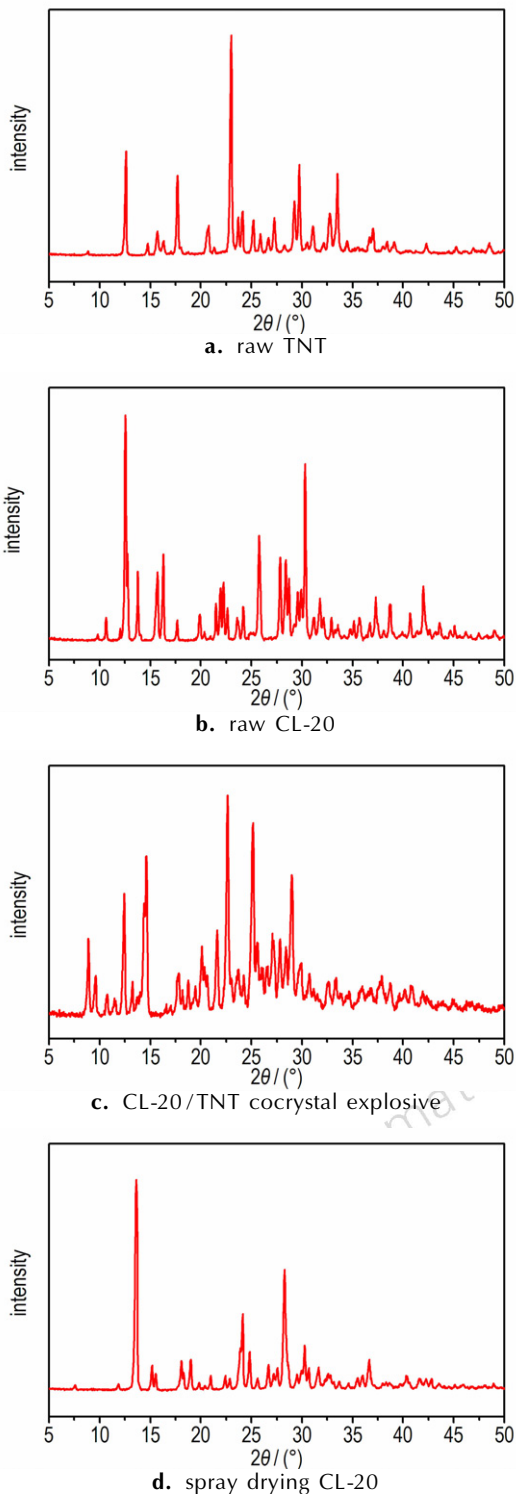 intensity
5 10 15 20 25 30 35 40 45 50
2θ / (°)
a. raw TNT
intensity
5 10 15 20 25 30 35 40 45 50
2θ / (°)
b. raw CL-20
intensity
5 10 15 20 25 30 35 40 45 50
2θ / (°)
c. CL-20 / TNT cocrystal explosive
mat
intensity
5 10 15 20 25 30 35 40 45 50
2θ / (°)
d. spray drying CL-20